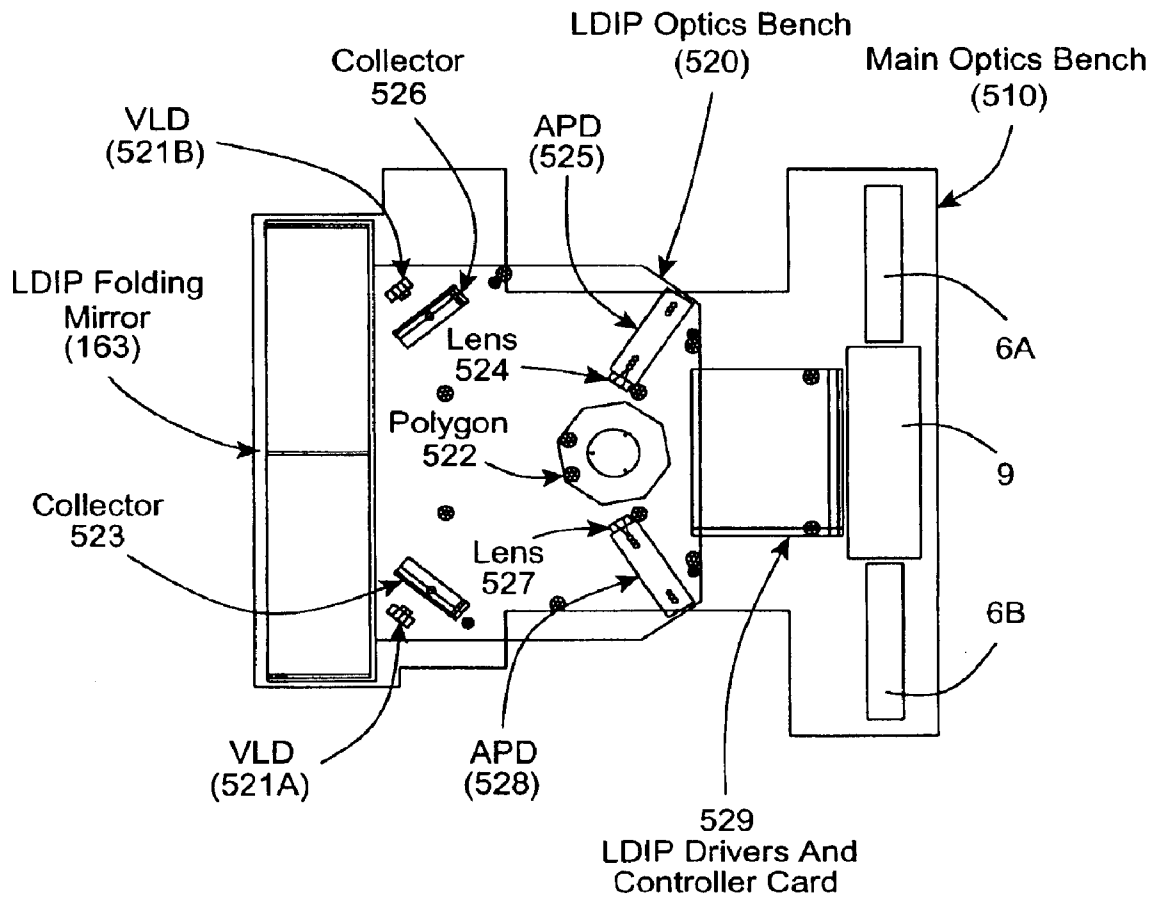 LDIP Optics Bench
(520)
Main Optics Bench
(510)
Collector
526
VLD
(521B)
APD
(525)
LDIP Folding
Mirror
(163)
Lens
524
6A
Polygon
522
9
Collector
523
Lens
527
6B
VLD
(521A)
APD
(528)
529
LDIP Drivers And
Controller Card